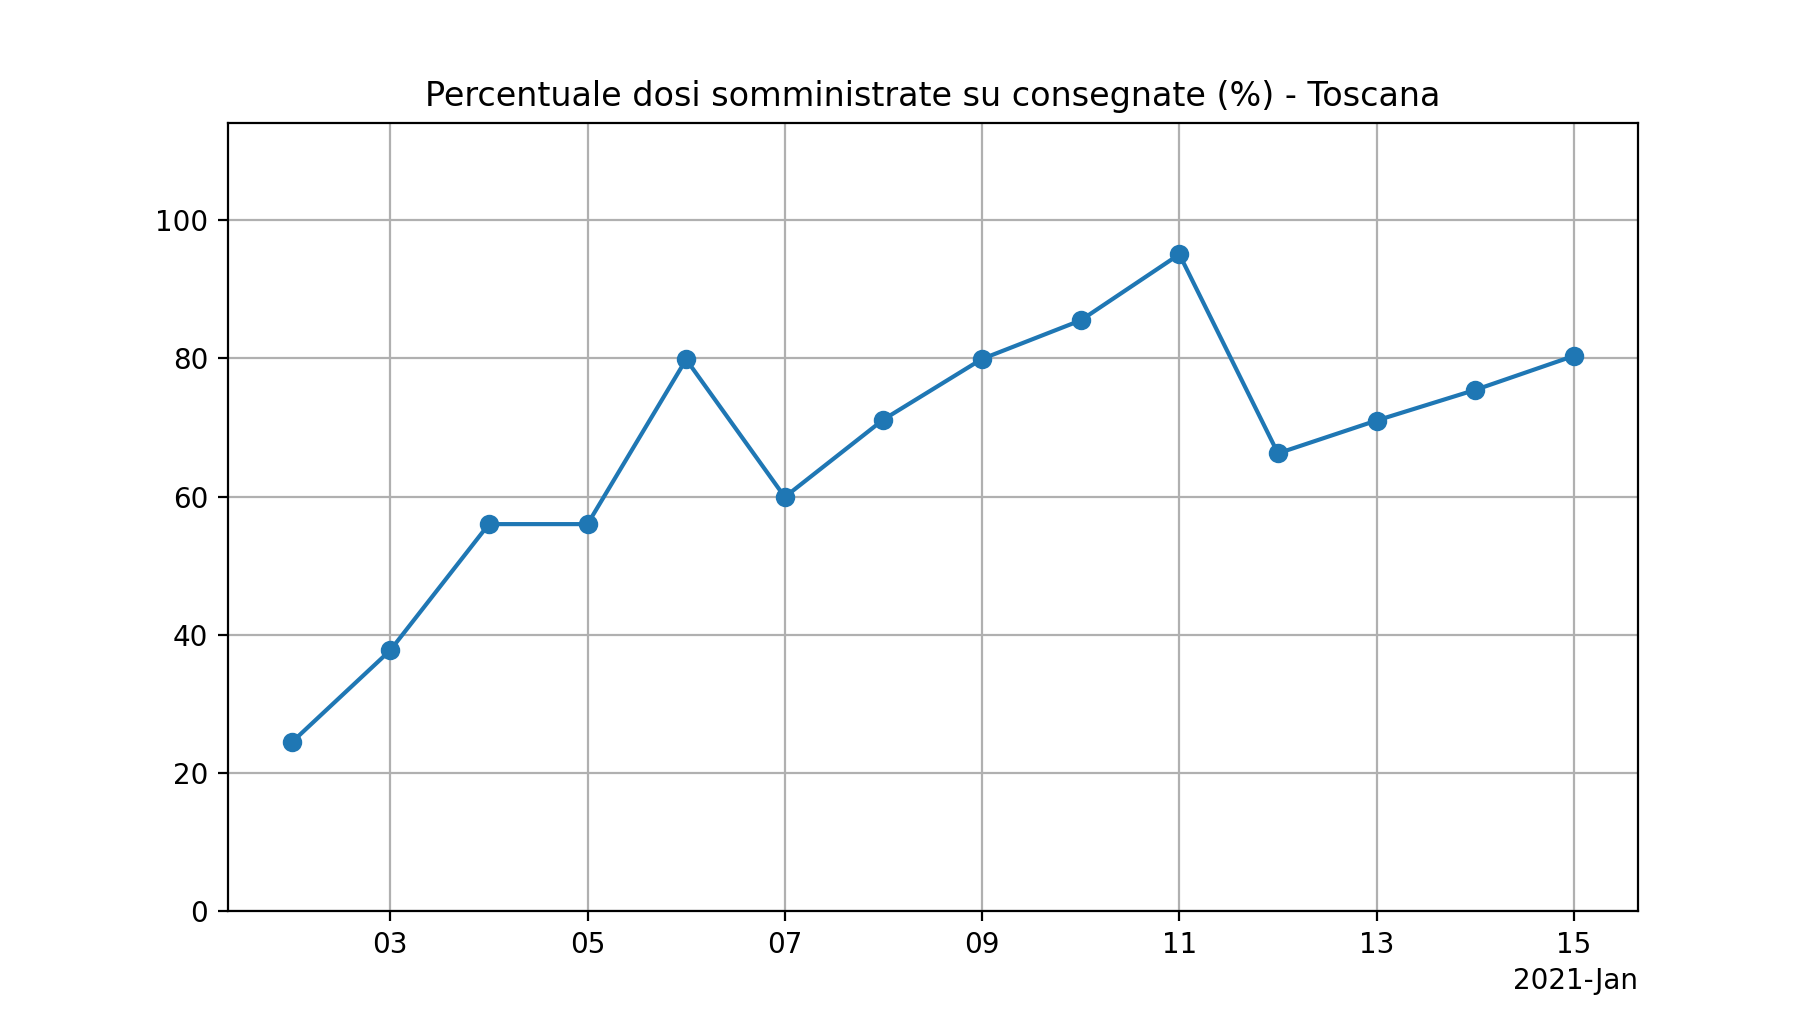 Percentuale dosi somministrate su consegnate (%) - Toscana
100
80
60
40
20
0
03 05 07 09 11 13 15
2021-Jan